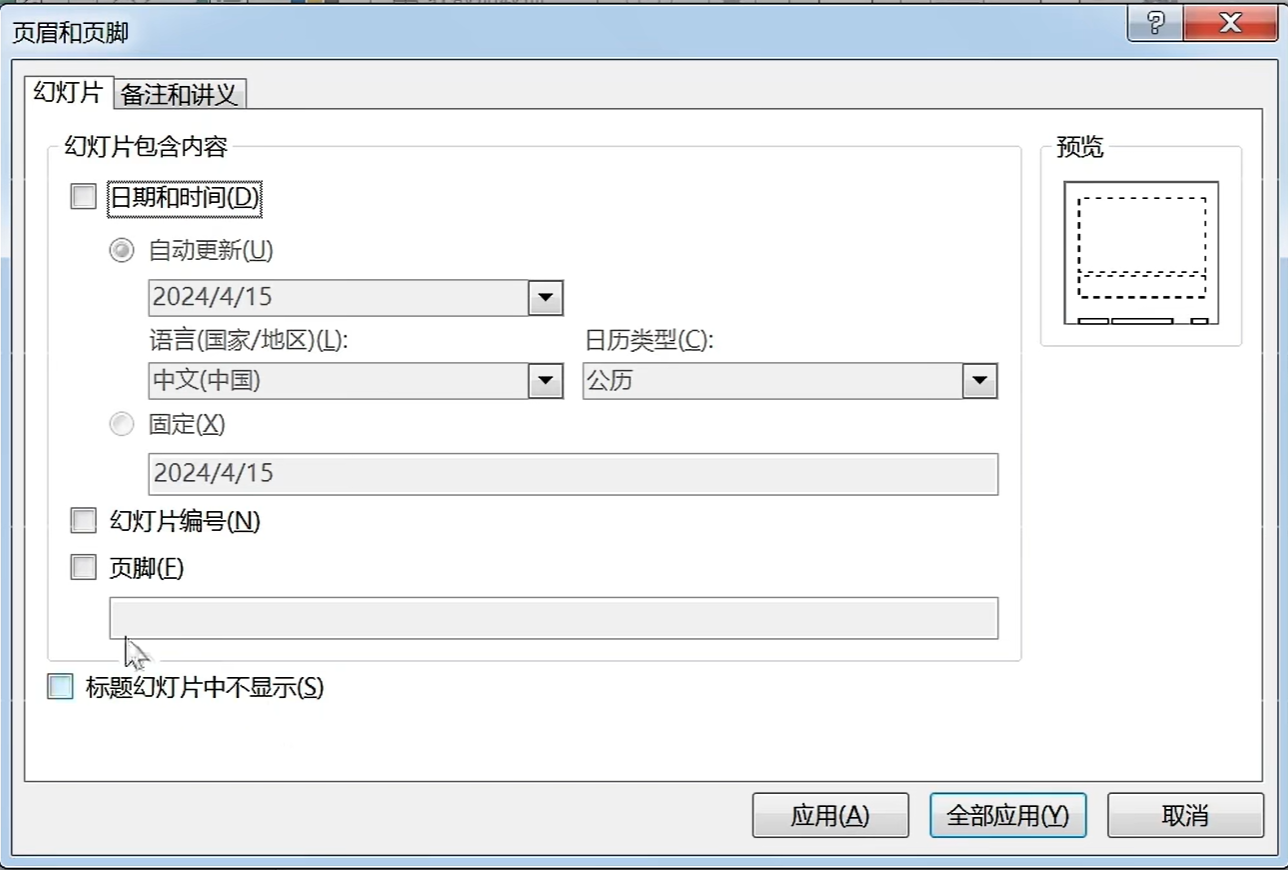 页眉和页脚
幻灯片 备注和讲义
幻灯片包含内容
预览
日期和时间(D)
自动更新(U)
2024/4/15
语言(国家/地区)(L): 日历类型(C):
中文(中国) 公历
固定(X)
2024/4/15
幻灯片编号(N)
页脚(F)
标题幻灯片中不显示(S)
应用(A) 全部应用(Y) 取消